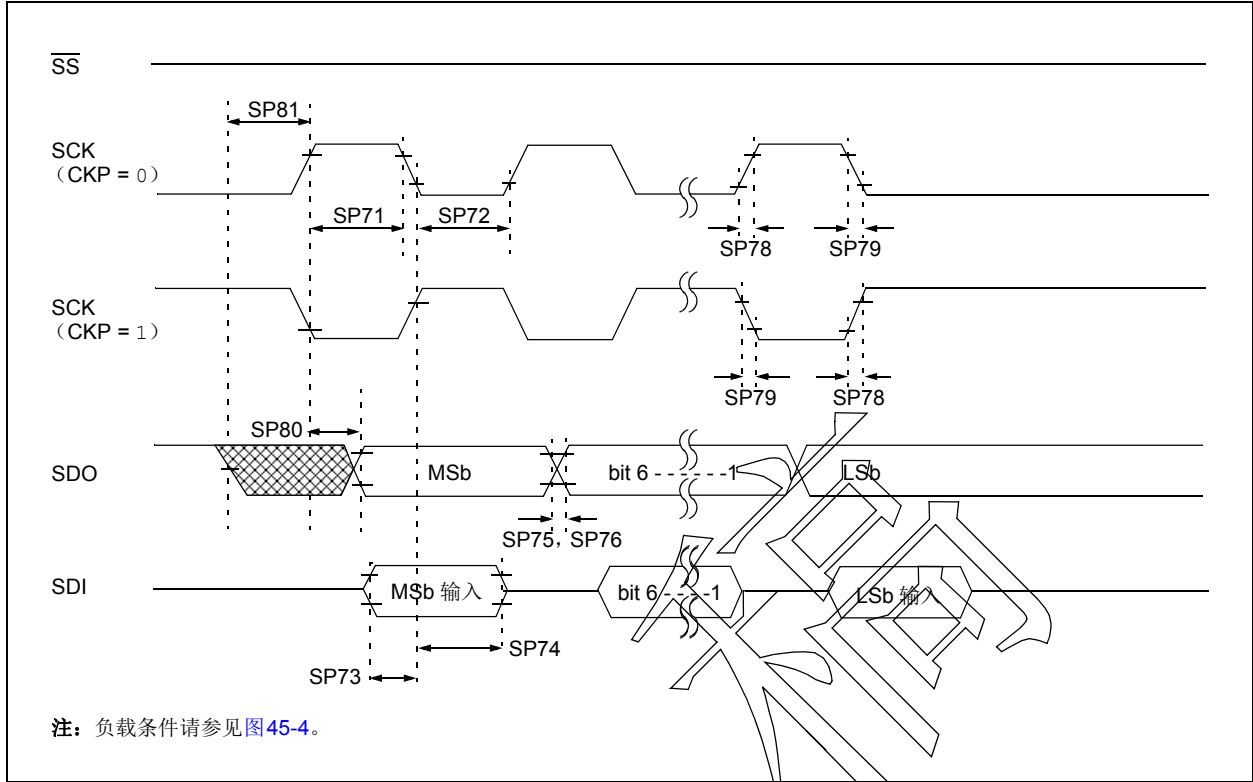 SS
SP81
SCK
（CKP = 0）
SP71
SP72
SP78
SP79
SCK
（CKP = 1）
SP79
SP78
SP80
SDO
MSb
bit 6 - - - - - -1
LSb
SP75，SP76
SDI
MSb 输入
bit 6 - - - - -1
LSb 输入
SP74
SP73
注：负载条件请参见图45-4。